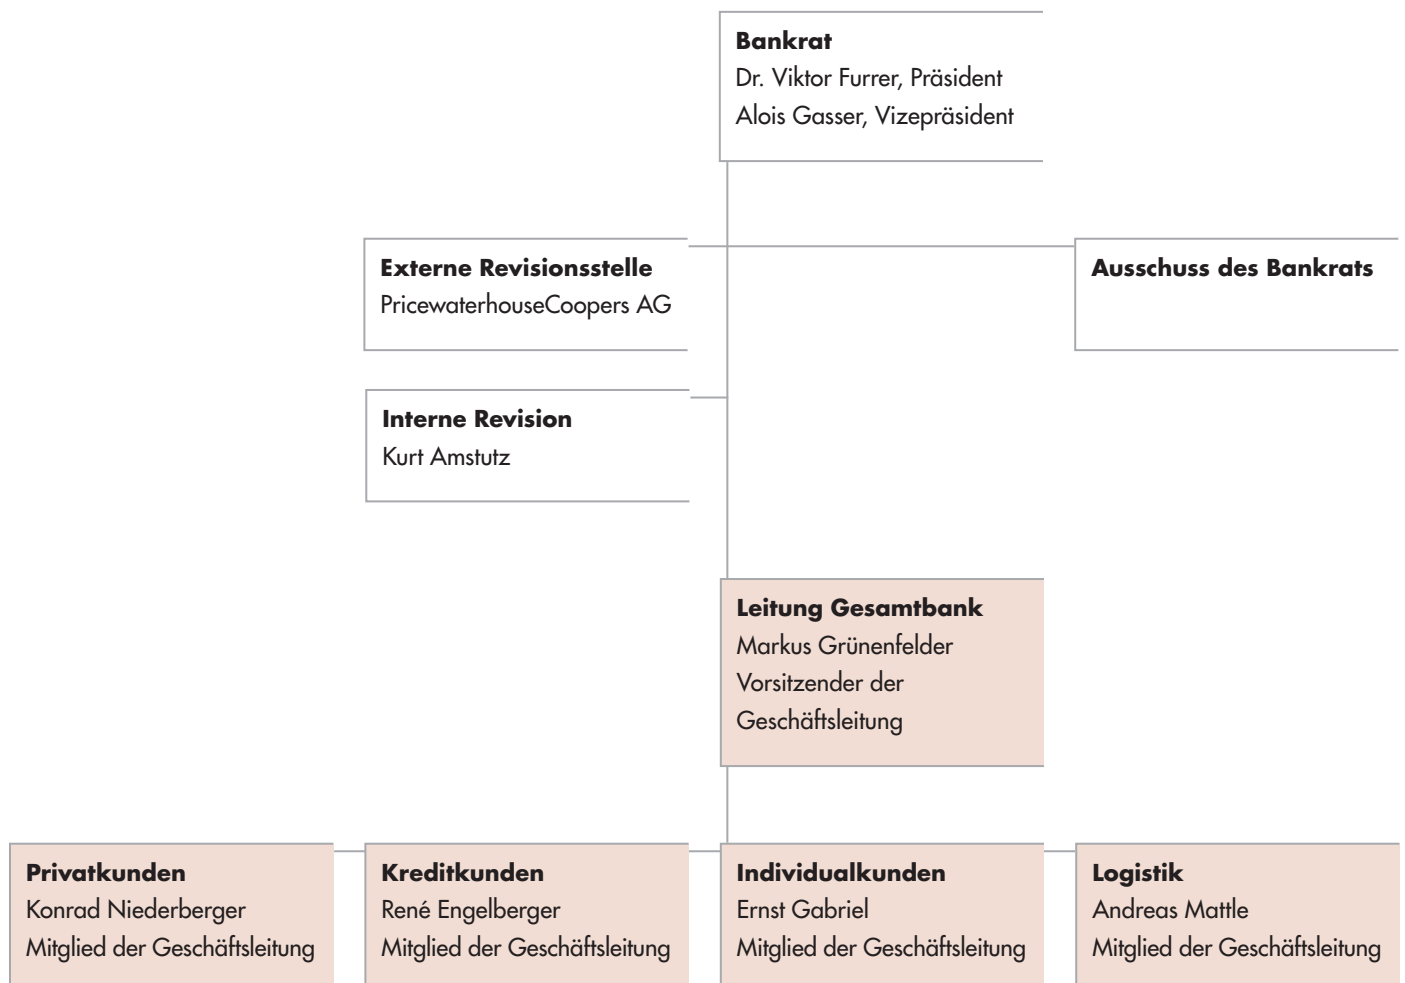 Bankrat
Dr. Viktor Furrer, Präsident
Alois Gasser, Vizepräsident
Externe Revisionsstelle
PricewaterhouseCoopers AG
Ausschuss des Bankrats
Interne Revision
Kurt Amstutz
Leitung Gesamtbank
Markus Grünenfelder
Vorsitzender der
Geschäftsleitung
Privatkunden
Konrad Niederberger
Mitglied der Geschäftsleitung
Kreditkunden
René Engelberger
Mitglied der Geschäftsleitung
Individualkunden
Ernst Gabriel
Mitglied der Geschäftsleitung
Logistik
Andreas Mattle
Mitglied der Geschäftsleitung